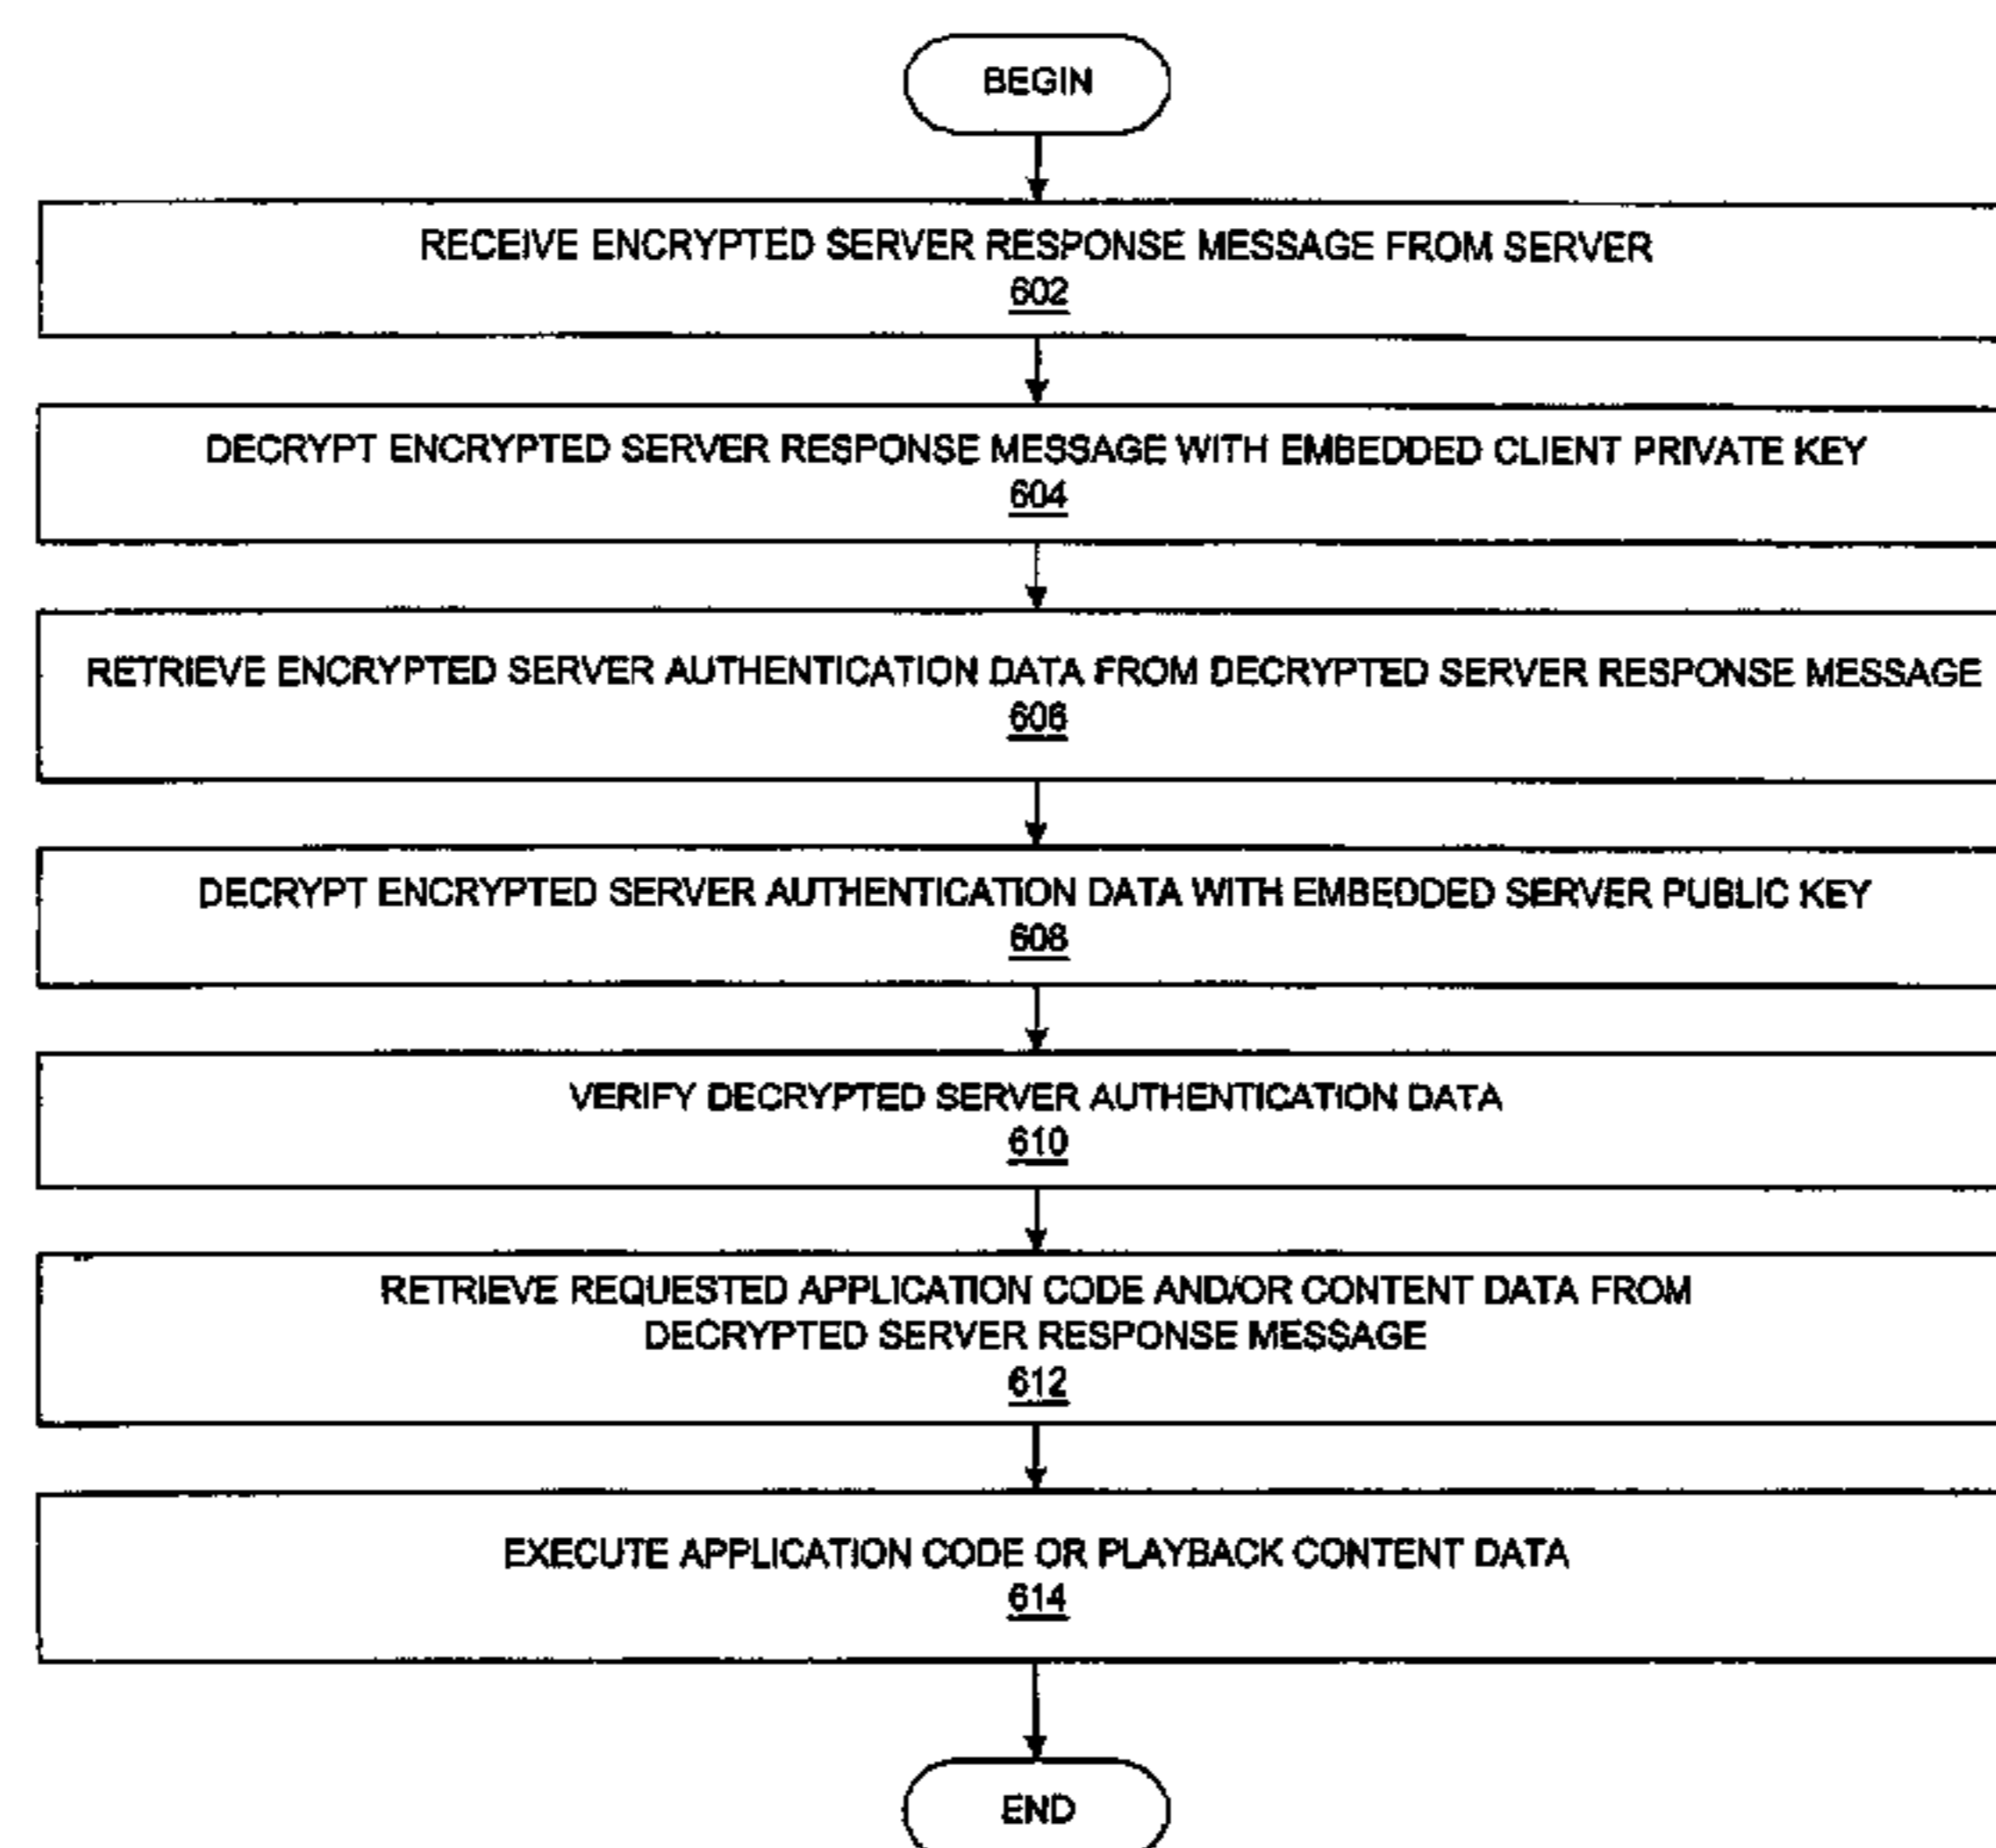 BEGIN
RECEIVE ENCRYPTED SERVER RESPONSE MESSAGE FROM SERVER
602
DECRYPT ENCRYPTED SERVER RESPONSE MESSAGE WITH EMBEDDED CLIENT PRIVATE KEY
604
RETRIEVE ENCRYPTED SERVER AUTHENTICATION DATA FROM DECRYPTED SERVER RESPONSE MESSAGE
606
DECRYPT ENCRYPTED SERVER AUTHENTICATION DATA WITH EMBEDDED SERVER PUBLIC KEY
608
VERIFY DECRYPTED SERVER AUTHENTICATION DATA
610
RETRIEVE REQUESTED APPLICATION CODE AND/OR CONTENT DATA FROM
DECRYPTED SERVER RESPONSE MESSAGE
612
EXECUTE APPLICATION CODE OR PLAYBACK CONTENT DATA
614
END